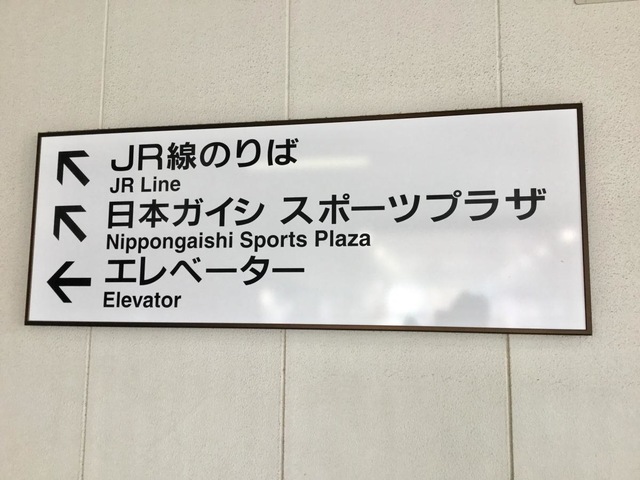 JR線のりば
JR Line
日本ガイシ スポーツプラザ
Nippongaishi Sports Plaza
エレベーター
Elevator